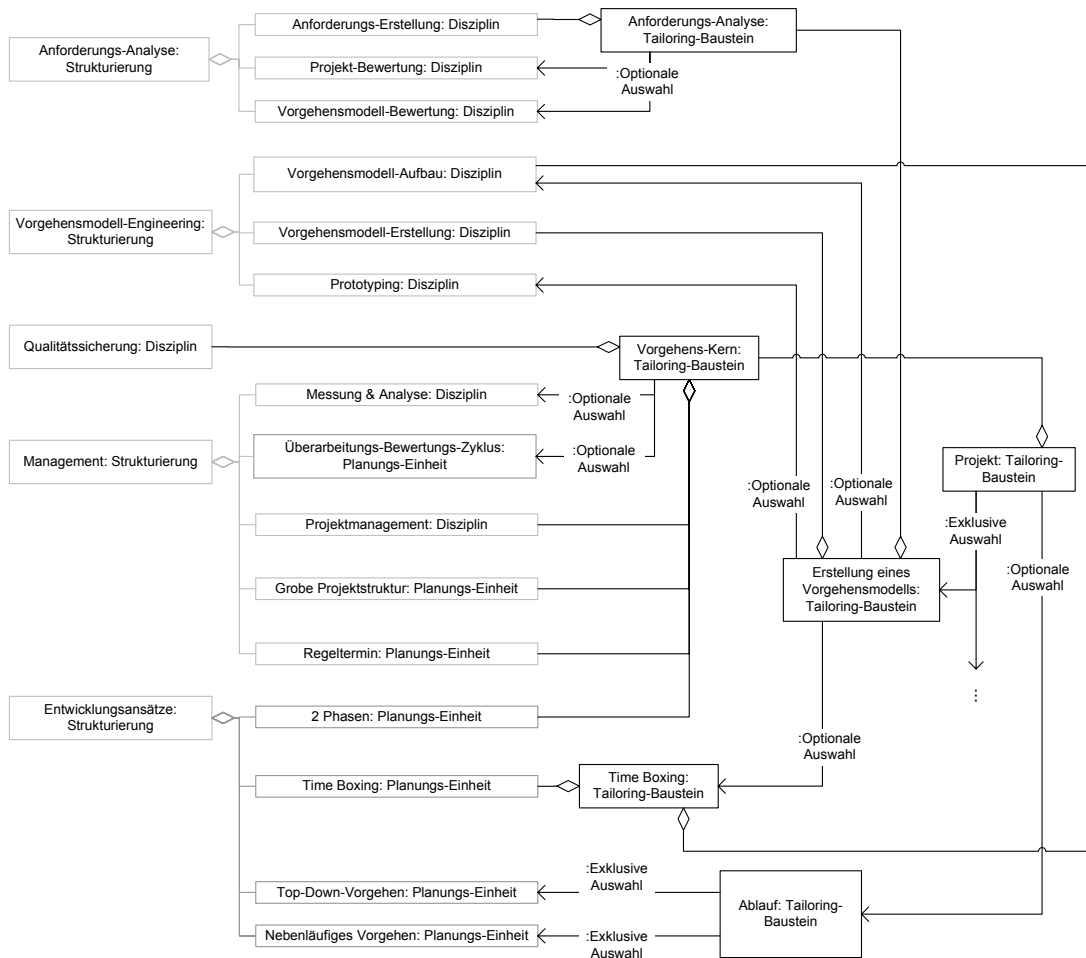 Anforderungs-Erstellung: Disziplin
Anforderungs-Analyse:
Tailoring-Baustein
Anforderungs-Analyse:
Strukturierung
Projekt-Bewertung: Disziplin
:Optionale
Auswahl
Vorgehensmodell-Bewertung: Disziplin
Vorgehensmodell-Aufbau: Disziplin
Vorgehensmodell-Engineering:
Strukturierung
Vorgehensmodell-Erstellung: Disziplin
Prototyping: Disziplin
Qualitätssicherung: Disziplin
Vorgehens-Kern:
Tailoring-Baustein
Messung & Analyse: Disziplin
:Optionale
Auswahl
Management: Strukturierung
Überarbeitungs-Bewertungs-Zyklus:
Planungs-Einheit
:Optionale
Auswahl
Projekt: Tailoring-
Baustein
:Optionale
Auswahl
:Optionale
Auswahl
Projektmanagement: Disziplin
:Exklusive
Auswahl
Grobe Projektstruktur: Planungs-Einheit
Erstellung eines
Vorgehensmodells:
Tailoring-Baustein
:Optionale
Auswahl
Regeltermin: Planungs-Einheit
...
Entwicklungsansätze:
Strukturierung
2 Phasen: Planungs-Einheit
:Optionale
Auswahl
Time Boxing: Planungs-Einheit
Time Boxing:
Tailoring-Baustein
Top-Down-Vorgehen: Planungs-Einheit
:Exklusive
Auswahl
Ablauf: Tailoring-
Baustein
Nebenläufiges Vorgehen: Planungs-Einheit
:Exklusive
Auswahl